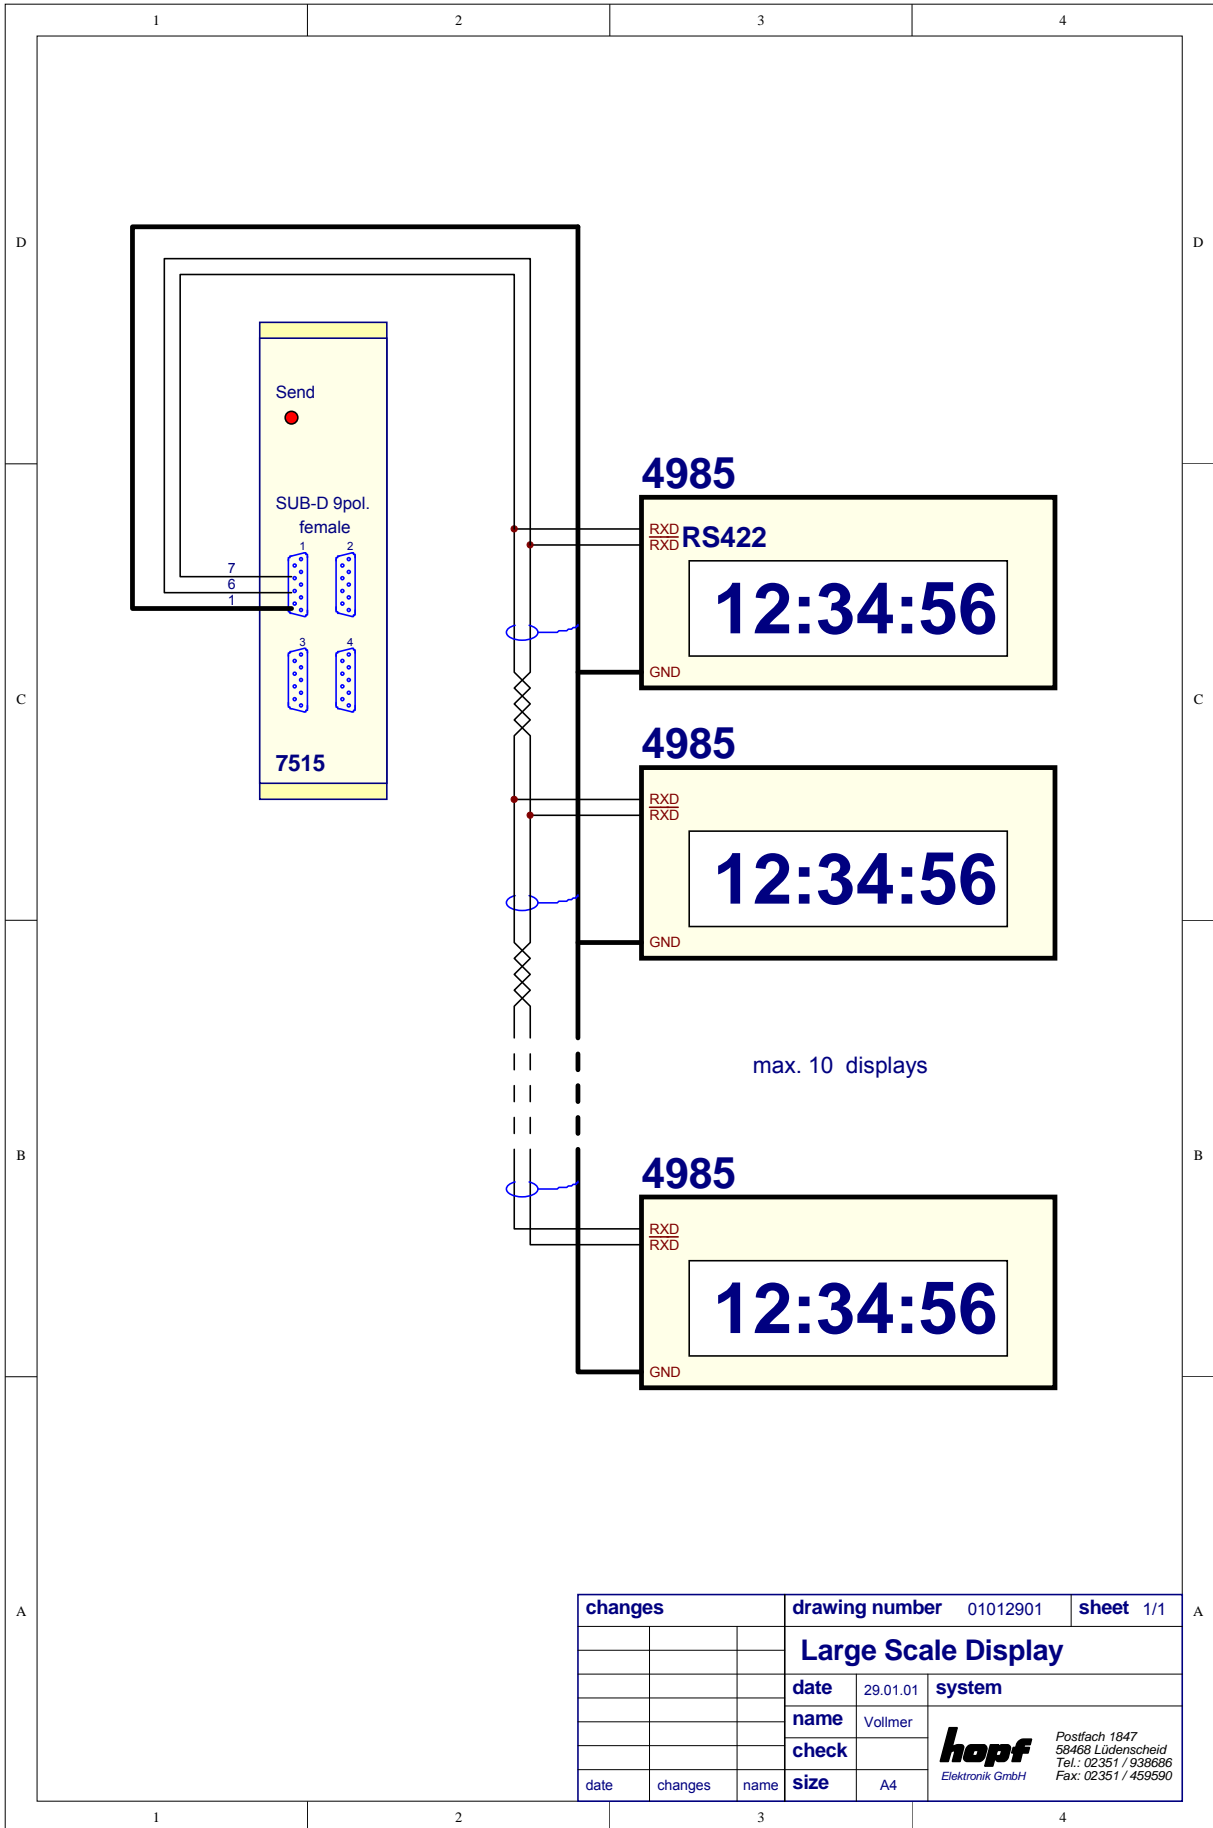 1 2 3 4
D D
Send
4985
SUB-D 9pol.
female
RXD
RXD
RS422
1 2
7
6
1
12:34:56
3 4
GND
C C
4985
7515
RXD
RXD
12:34:56
GND
max. 10 displays
B B
4985
RXD
RXD
12:34:56
GND
A A
changes drawing number 01012901 sheet 1/1
Large Scale Display
date 29.01.01 system
name Vollmer
check
size A4
date changes name
hopf
Elektronik GmbH
Postfach 1847
58468 Lüdenscheid
Tel.: 02351 / 938686
Fax: 02351 / 459590
1 2 3 4